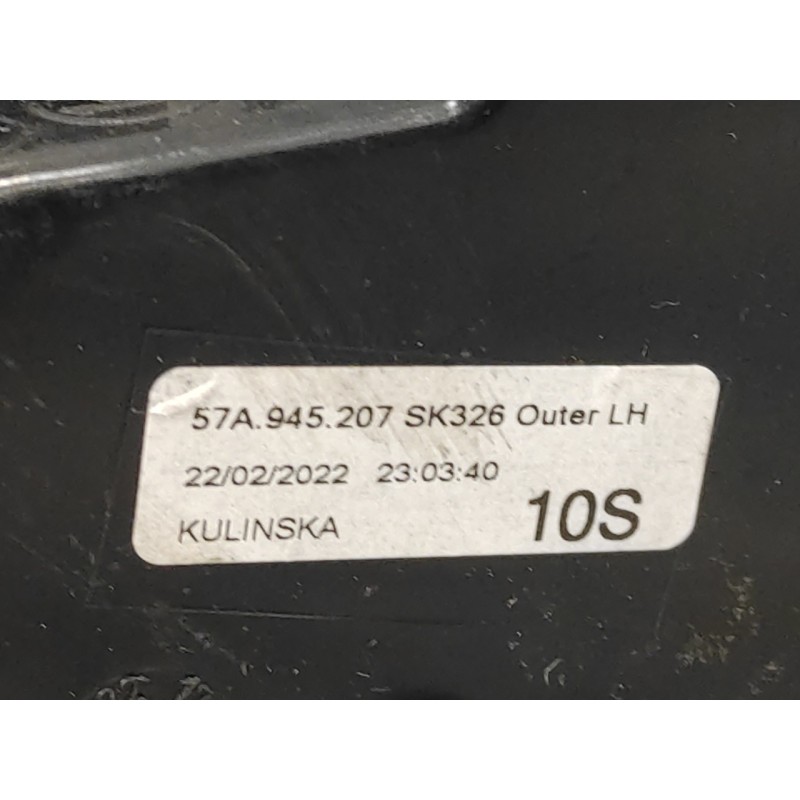 57A.945.207 SK326 Outer LH
22/02/2022 23:03:40
KULINSKA 10S